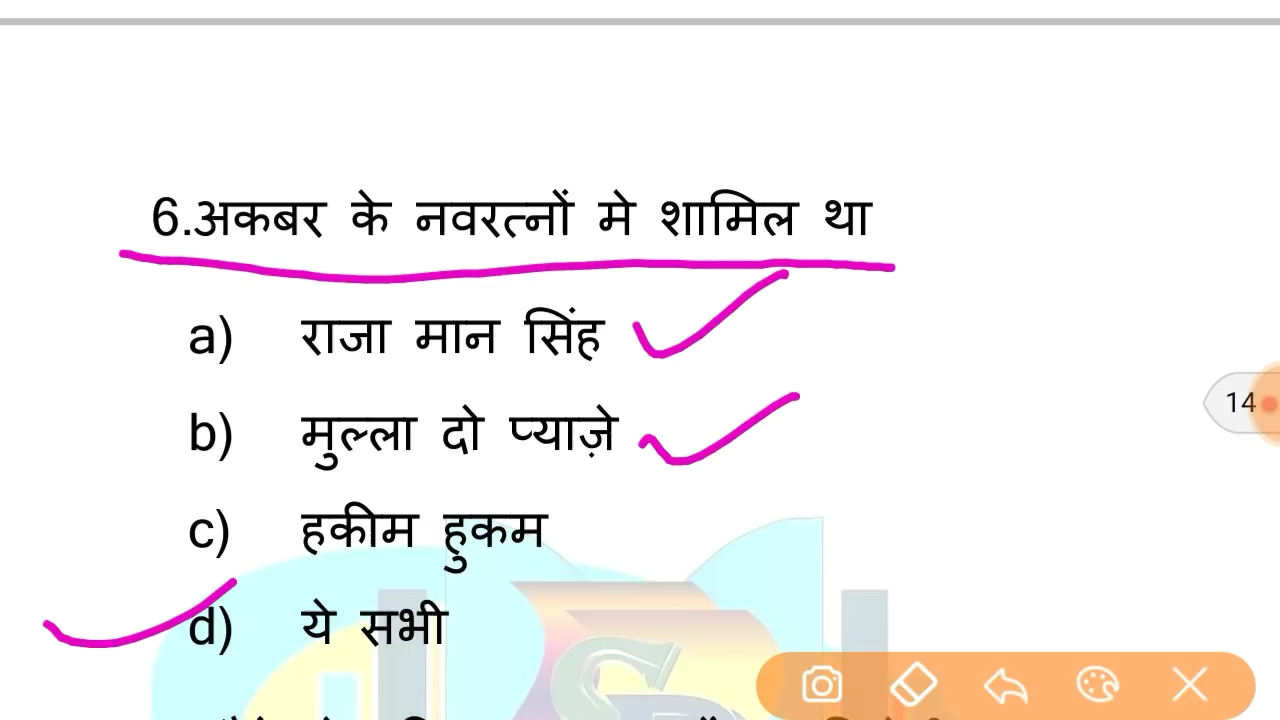 6.अकबर के नवरत्नों मे शामिल था
a) राजा मान सिंह
b) मुल्ला दो प्याज़े
14
c) हकीम हुकम
d) ये सभी